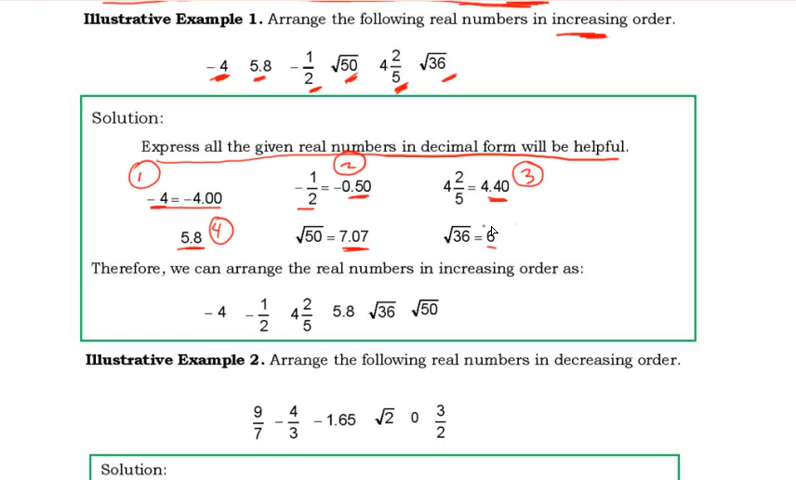 Illustrative Example 1. Arrange the following real numbers in increasing order.
− 4 5.8 − 1/2 √50 4 2/5 √36
Solution:
Express all the given real numbers in decimal form will be helpful.
1 2 3
− 4 = −4.00 − 1/2 = −0.50 4 2/5 = 4.40
5.8 4 √50 = 7.07 √36 = 6
Therefore, we can arrange the real numbers in increasing order as:
− 4 − 1/2 4 2/5 5.8 √36 √50
Illustrative Example 2. Arrange the following real numbers in decreasing order.
9/7 − 4/3 − 1.65 √2 0 3/2
Solution: